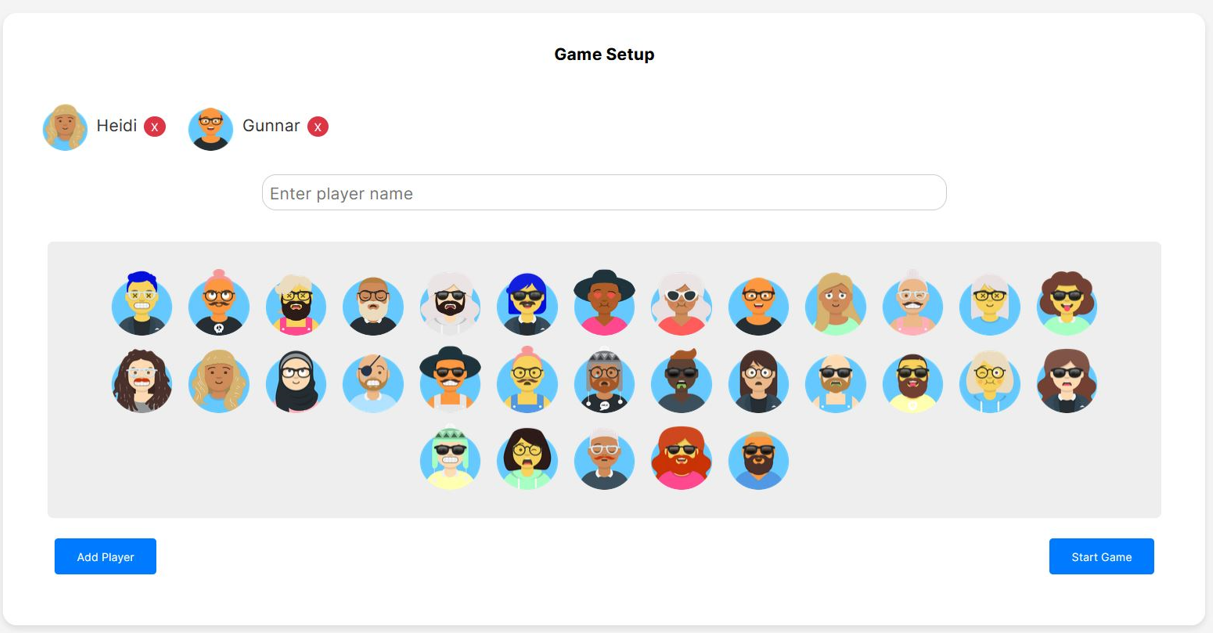 Game Setup
Heidi X Gunnar X
Enter player name
Add Player Start Game